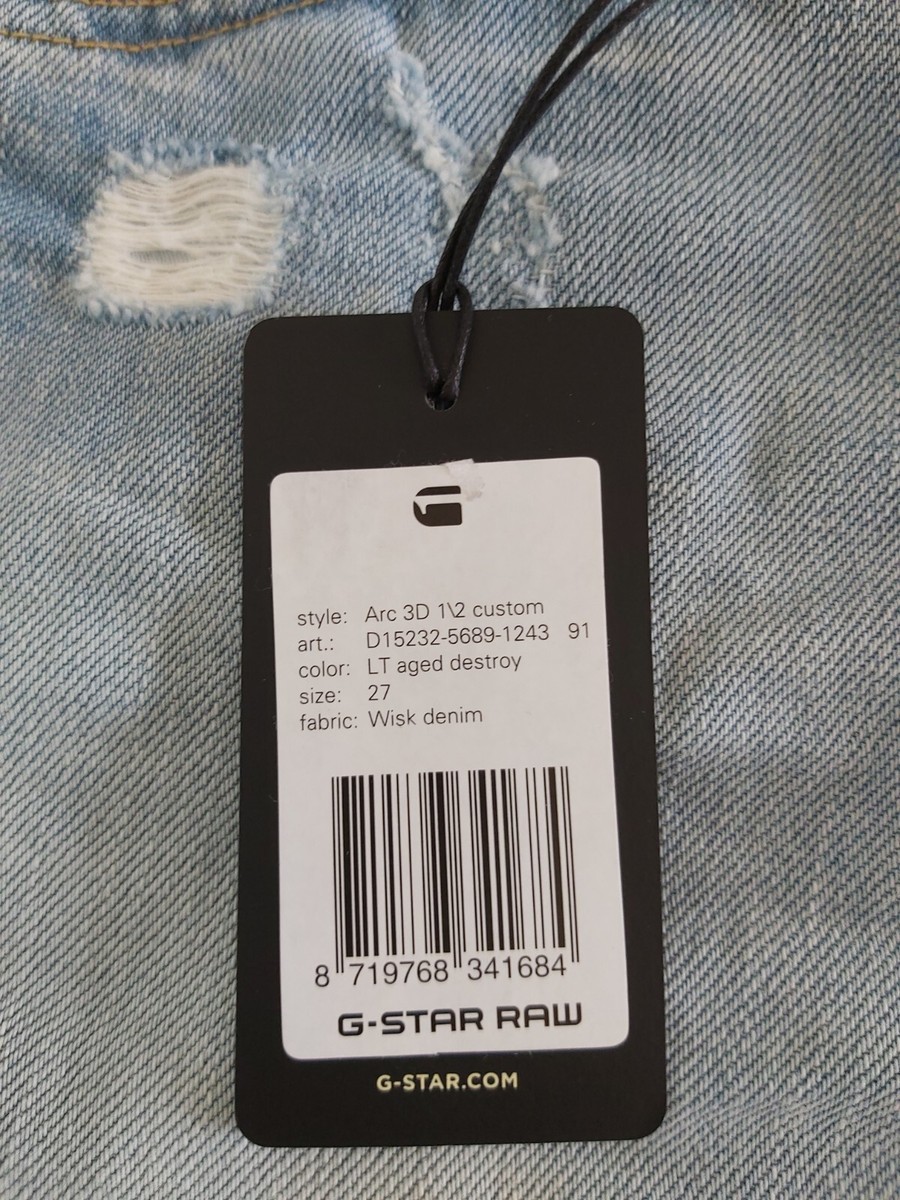 style: Arc 3D 1\2 custom
art.: D15232-5689-1243 91
color: LT aged destroy
size: 27
fabric: Wisk denim
8 719768 341684
G-STAR RAW
G-STAR.COM